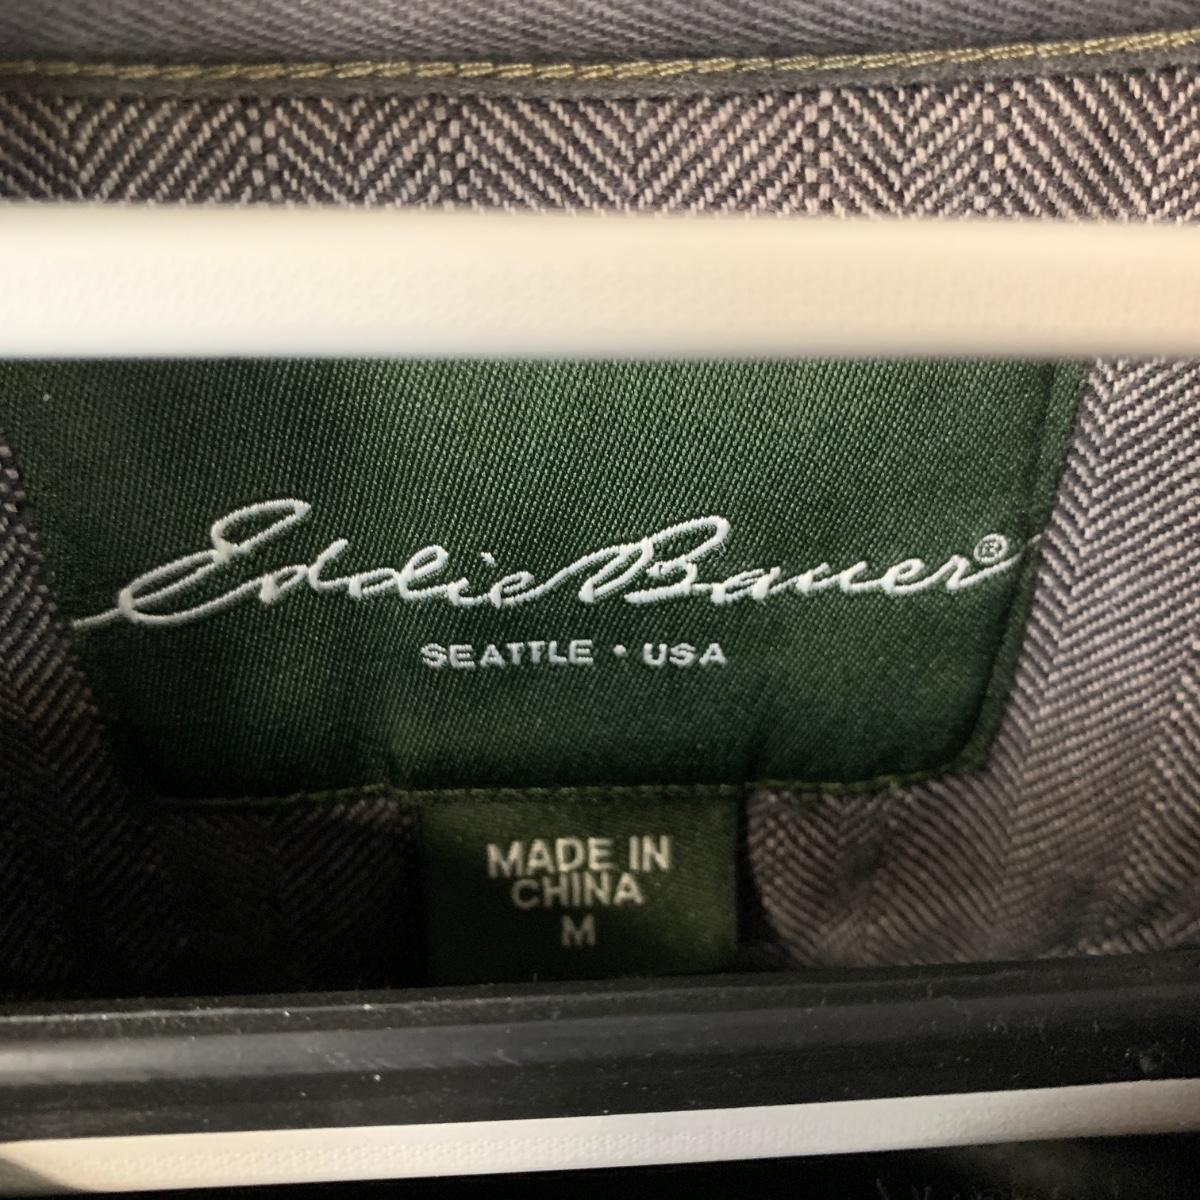 Eddie Bauer®
SEATTLE • USA
MADE IN
CHINA
M